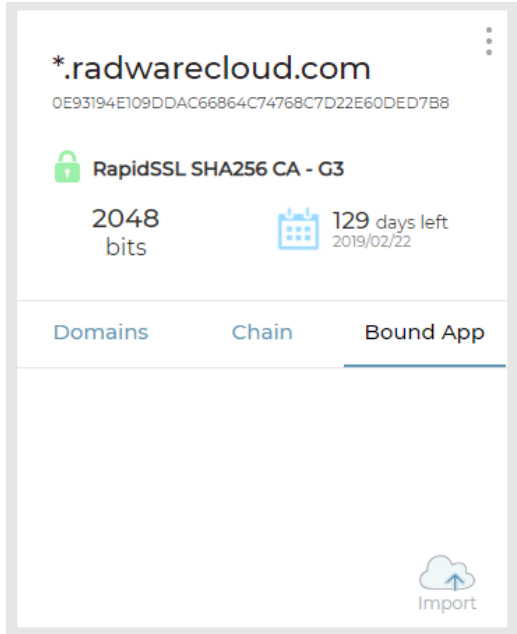 *.radwarecloud.com
0E93194E109DDAC66864C74768C7D22E60DED7B8
RapidSSL SHA256 CA - G3
2048
bits
129 days left
2019/02/22
Domains
Chain
Bound App
Import